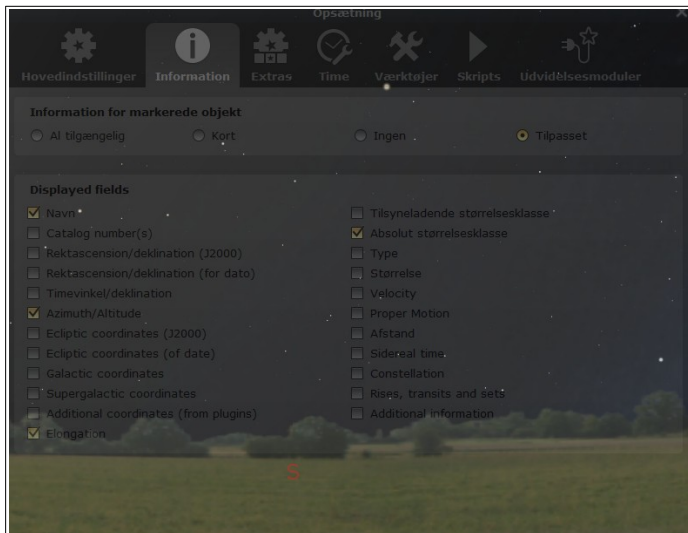 Opsætning
Hovedindstillinger Information Extras Time Værktøjer Skripts Udvidelsesmoduler
Information for markerede objekt
Al tilgængelig Kort Ingen Tilpasset
Displayed fields
Navn Tilsyneladende størrelsesklasse
Catalog number(s) Absolut størrelsesklasse
Rektascension/deklination (J2000) Type
Rektascension/deklination (for dato) Størrelse
Timevinkel/deklination Velocity
Azimuth/Altitude Proper Motion
Ecliptic coordinates (J2000) Afstand
Ecliptic coordinates (of date) Sidereal time
Galactic coordinates Constellation
Supergalactic coordinates Rises, transits and sets
Additional coordinates (from plugins) Additional information
Elongation
S